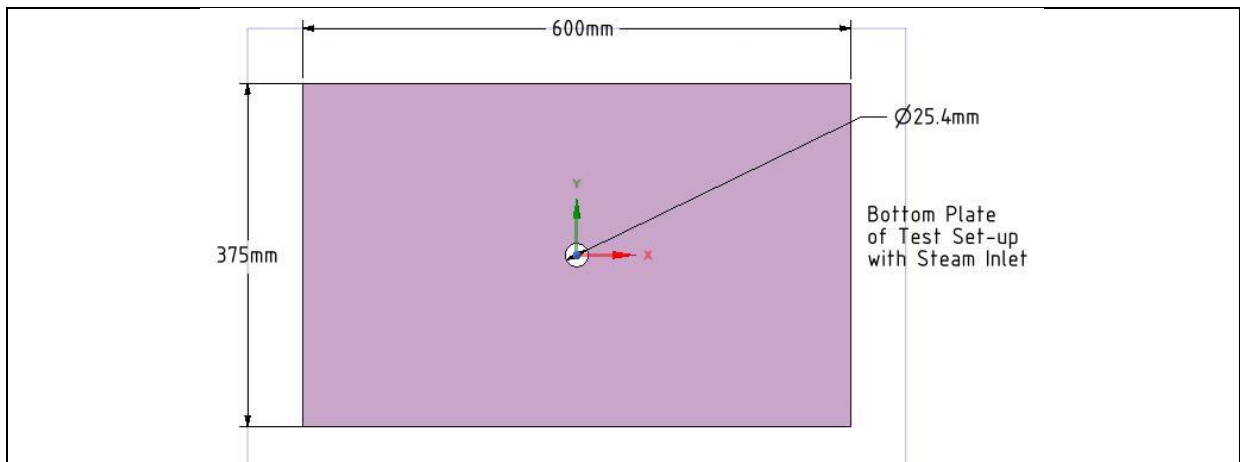 600mm
Ø25.4mm
Y
X
375mm
Bottom Plate
of Test Set-up
with Steam Inlet